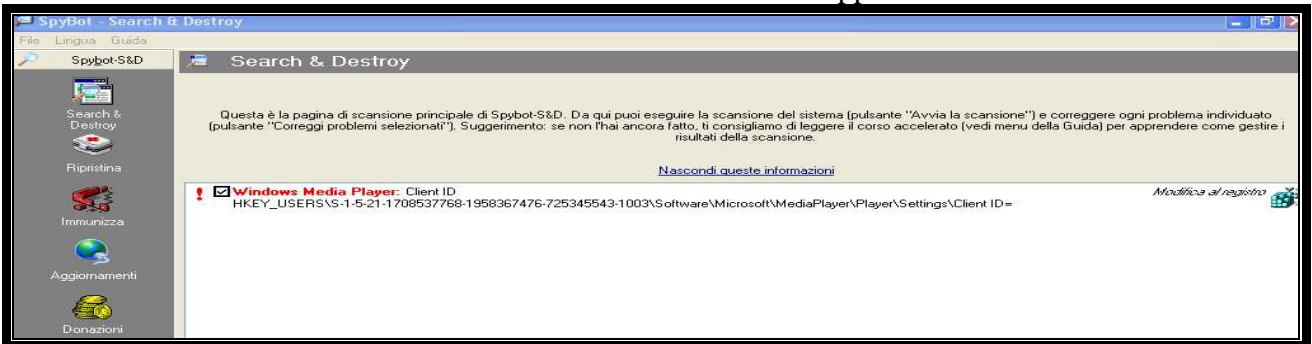 SpyBot - Search & Destroy
File Lingua Guida
Spybot-S&D
Search & Destroy
Search &
Destroy
Ripristina
Immunizza
Aggiornamenti
Donazioni
Questa è la pagina di scansione principale di Spybot-S&D. Da qui puoi eseguire la scansione del sistema (pulsante "Avvia la scansione") e correggere ogni problema individuato
(pulsante "Correggi problemi selezionati"). Suggerimento: se non l'hai ancora fatto, ti consigliamo di leggere il corso accelerato (vedi menu della Guida) per apprendere come gestire i
risultati della scansione.
Nascondi queste informazioni
Windows Media Player: Client ID
Modifica al registro
HKEY_USERS\S-1-5-21-1708537768-1958367476-725345543-1003\Software\Microsoft\MediaPlayer\Player\Settings\Client ID=